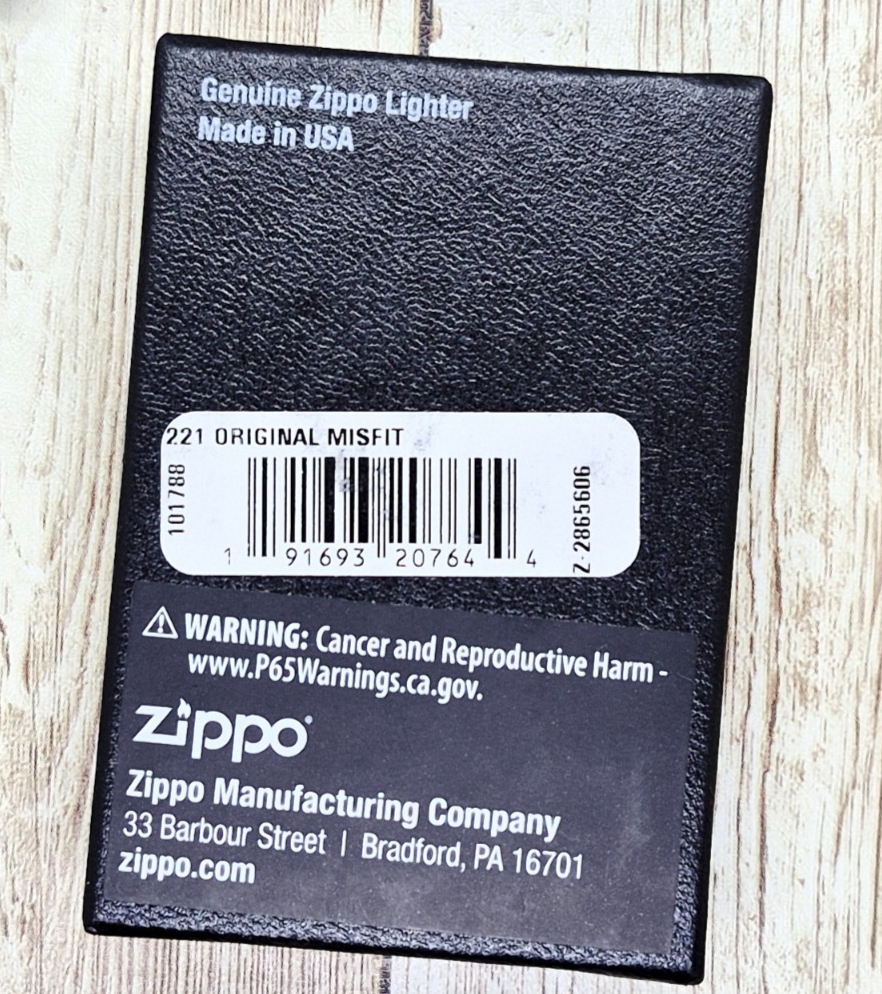 Genuine Zippo Lighter
Made in USA
221 ORIGINAL MISFIT
101788
1 91693 20764 4
Z-2865606
WARNING: Cancer and Reproductive Harm -
www.P65Warnings.ca.gov.
zippo
Zippo Manufacturing Company
33 Barbour Street | Bradford, PA 16701
zippo.com